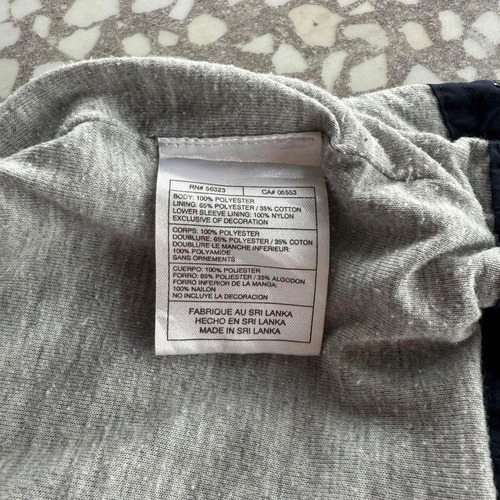 RN# 56323 CA# 05553
BODY: 100% POLYESTER
LINING: 65% POLYESTER / 35% COTTON
LOWER SLEEVE LINING: 100% NYLON
EXCLUSIVE OF DECORATION
CORPS: 100% POLYESTER
DOUBLURE: 65% POLYESTER / 35% COTON
DOUBLURE LE MANCHE INFERIEUR:
100% POLYAMIDE
SANS ORNEMENTS
CUERPO: 100% POLIESTER
FORRO: 65% POLIESTER / 35% ALGODON
FORRO INFERIOR DE LA MANGA:
100% NAILON
NO INCLUYE LA DECORACION
FABRIQUE AU SRI LANKA
HECHO EN SRI LANKA
MADE IN SRI LANKA